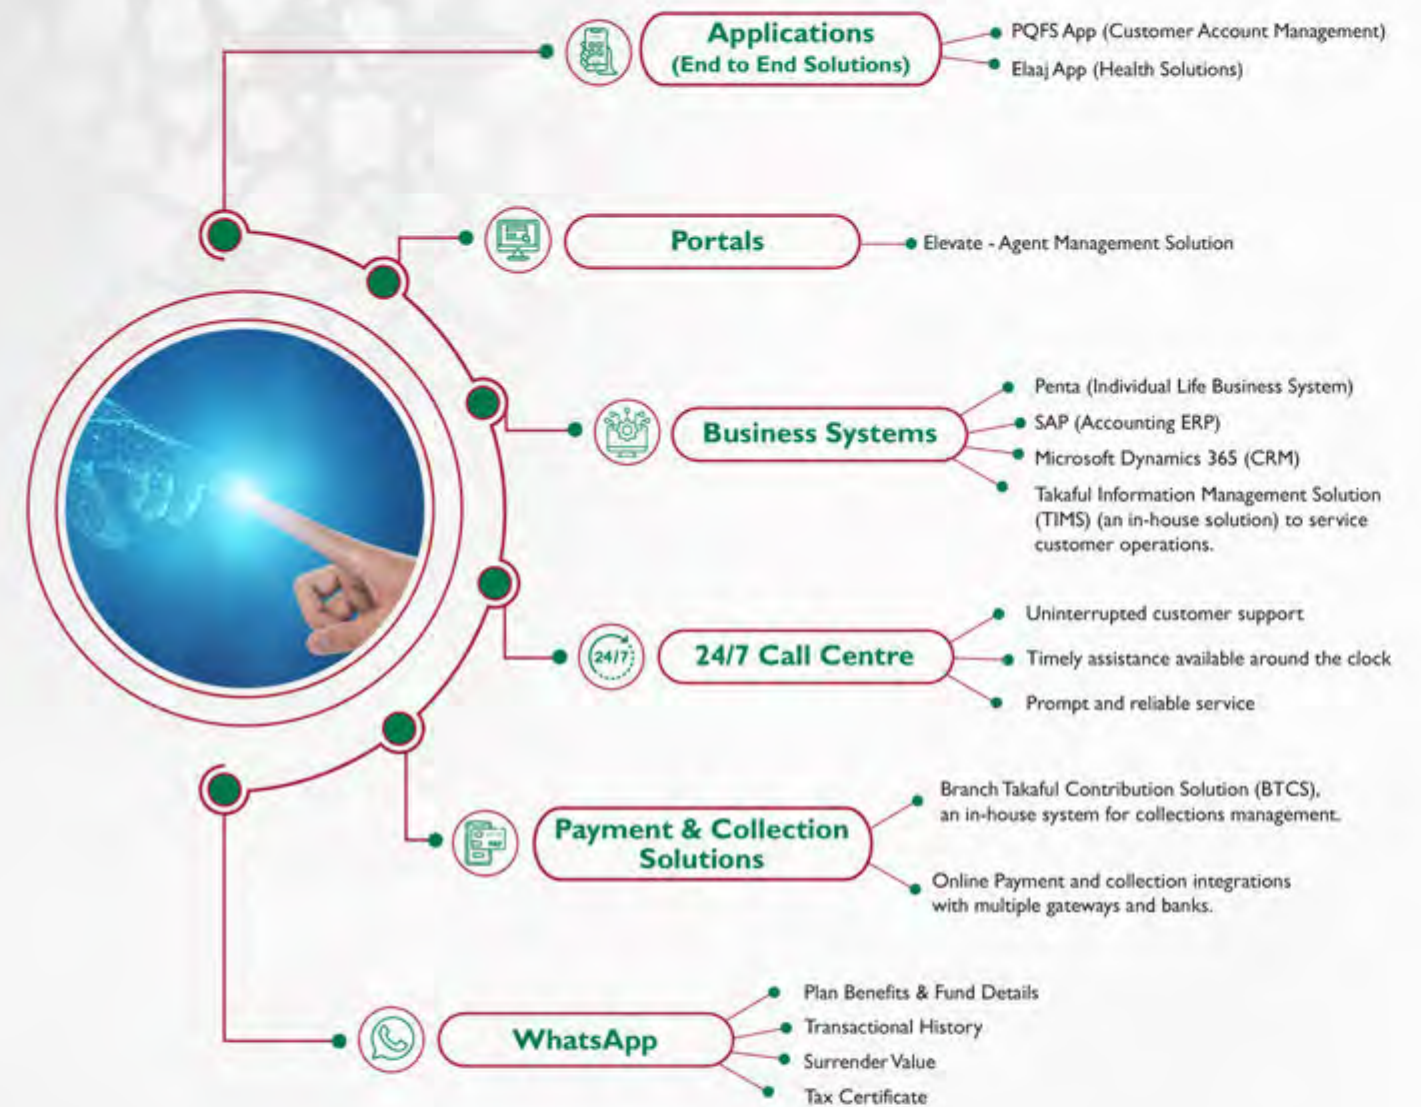 Applications
(End to End Solutions)
PQFS App (Customer Account Management)
Elaaj App (Health Solutions)
Portals
Elevate - Agent Management Solution
Business Systems
Penta (Individual Life Business System)
SAP (Accounting ERP)
Microsoft Dynamics 365 (CRM)
Takaful Information Management Solution
(TIMS) (an in-house solution) to service
customer operations.
24/7
24/7 Call Centre
Uninterrupted customer support
Timely assistance available around the clock
Prompt and reliable service
Payment & Collection
Solutions
Branch Takaful Contribution Solution (BTCS),
an in-house system for collections management.
Online Payment and collection integrations
with multiple gateways and banks.
WhatsApp
Plan Benefits & Fund Details
Transactional History
Surrender Value
Tax Certificate